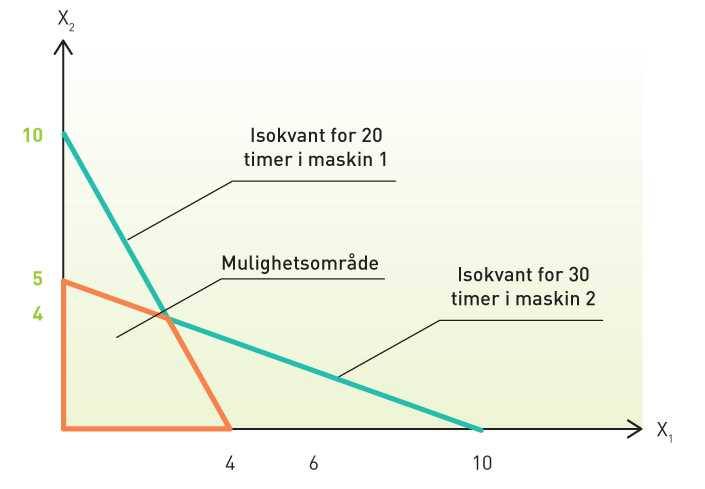 X₂
10
Isokvant for 20
timer i maskin 1
Mulighetsområde
5
Isokvant for 30
timer i maskin 2
4
X₁
4 6 10